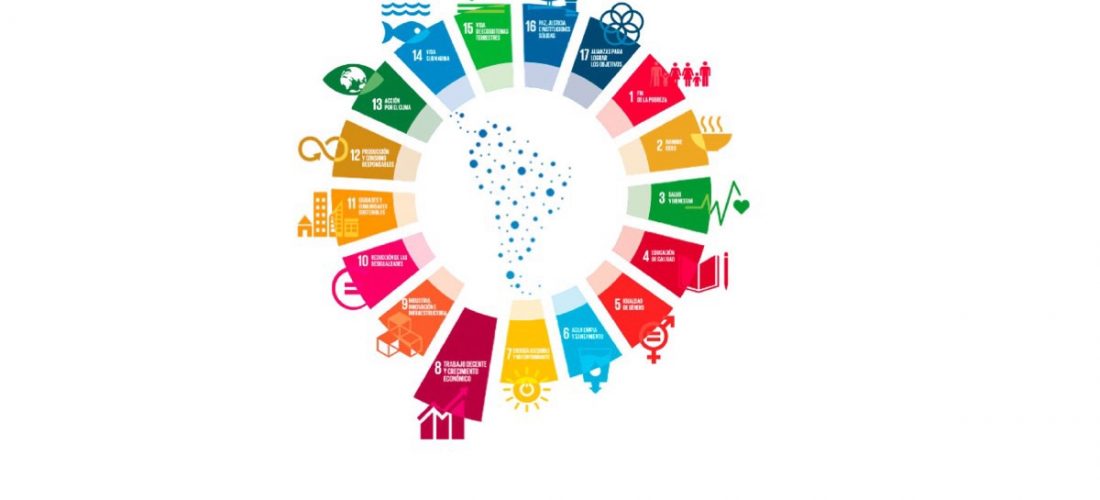 1 FIN
DE LA POBREZA
2 HAMBRE
CERO
3 SALUD
Y BIENESTAR
4 EDUCACIÓN
DE CALIDAD
5 IGUALDAD
DE GÉNERO
6 AGUA LIMPIA
Y SANEAMIENTO
7 ENERGÍA ASEQUIBLE
Y NO CONTAMINANTE
8 TRABAJO DECENTE
Y CRECIMIENTO
ECONÓMICO
9 INDUSTRIA,
INNOVACIÓN E
INFRAESTRUCTURA
10 REDUCCIÓN DE LAS
DESIGUALDADES
11 CIUDADES Y
COMUNIDADES
SOSTENIBLES
12 PRODUCCIÓN
Y CONSUMO
RESPONSABLES
13 ACCIÓN
POR EL CLIMA
14 VIDA
SUBMARINA
15 VIDA
DE ECOSISTEMAS
TERRESTRES
16 PAZ, JUSTICIA
E INSTITUCIONES
SÓLIDAS
17 ALIANZAS PARA
LOGRAR
LOS OBJETIVOS